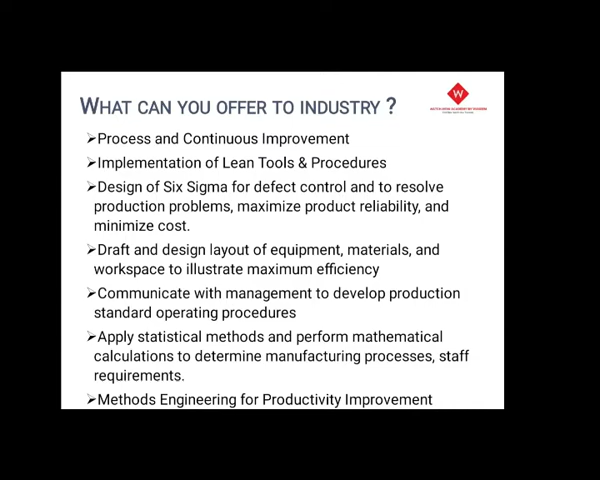 WHAT CAN YOU OFFER TO INDUSTRY ?
W
➢Process and Continuous Improvement
➢Implementation of Lean Tools & Procedures
➢Design of Six Sigma for defect control and to resolve
production problems, maximize product reliability, and
minimize cost.
➢Draft and design layout of equipment, materials, and
workspace to illustrate maximum efficiency
➢Communicate with management to develop production
standard operating procedures
➢Apply statistical methods and perform mathematical
calculations to determine manufacturing processes, staff
requirements.
➢Methods Engineering for Productivity Improvement